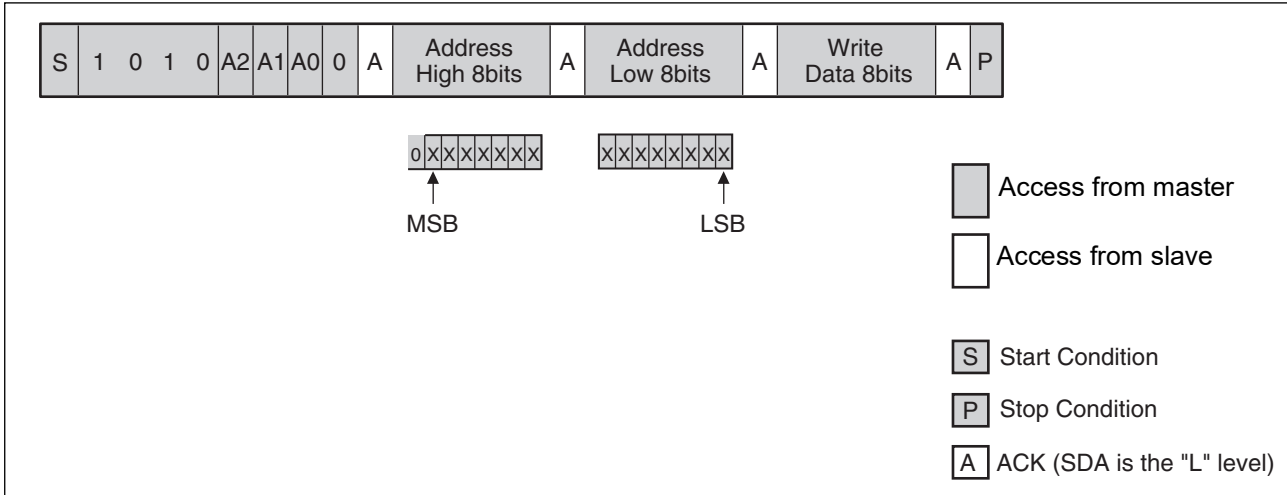 S 1 0 1 0 A2 A1 A0 0 A Address High 8bits A Address Low 8bits A Write Data 8bits A P
0 X X X X X X X X X X X X X X X
MSB LSB
Access from master
Access from slave
S Start Condition
P Stop Condition
A ACK (SDA is the "L" level)